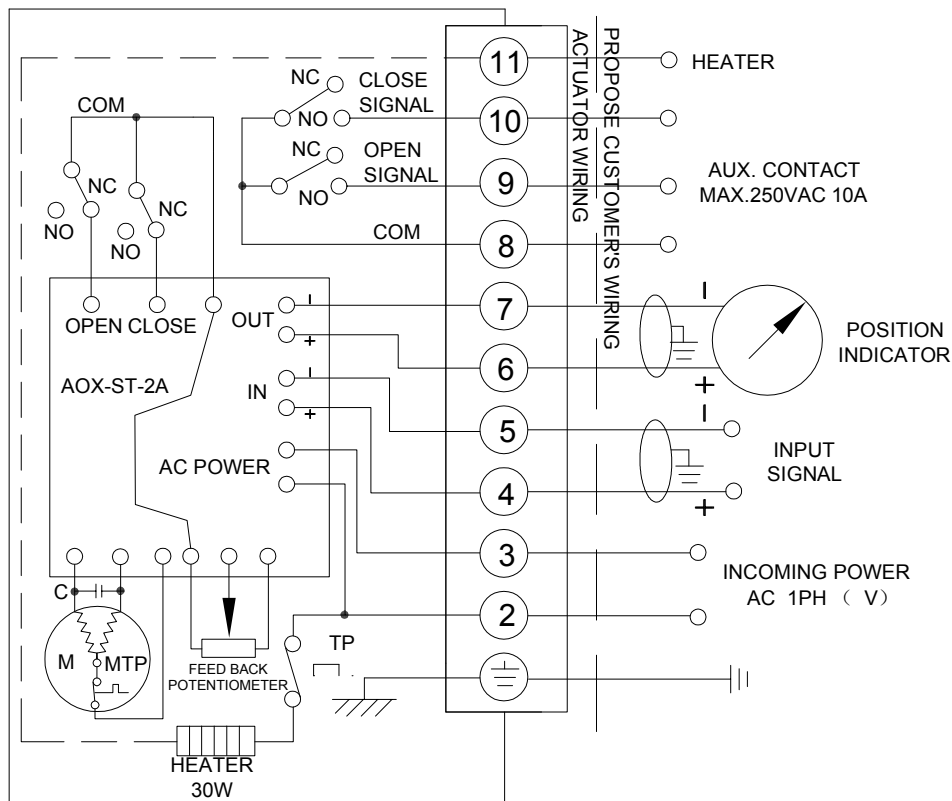 11
HEATER
NC
CLOSE
SIGNAL
NO
10
COM
NC
OPEN
SIGNAL
NO
9
AUX. CONTACT
MAX.250VAC 10A
NC
NO
NC
NO
COM
8
ACTUATOR WIRING
PROPOSE CUSTOMER'S WIRING
OPEN CLOSE
OUT
-
+
7
-
6
+
POSITION
INDICATOR
AOX-ST-2A
IN
-
+
5
-
4
+
INPUT
SIGNAL
AC POWER
3
INCOMING POWER
AC 1PH ( V)
2
C
M
MTP
FEED BACK
POTENTIOMETER
TP
HEATER
30W